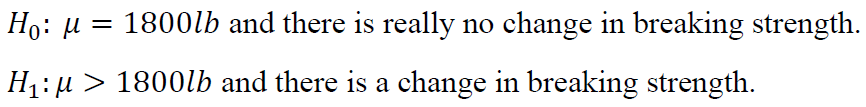 H₀: μ = 1800lb and there is really no change in breaking strength.
H₁: μ > 1800lb and there is a change in breaking strength.